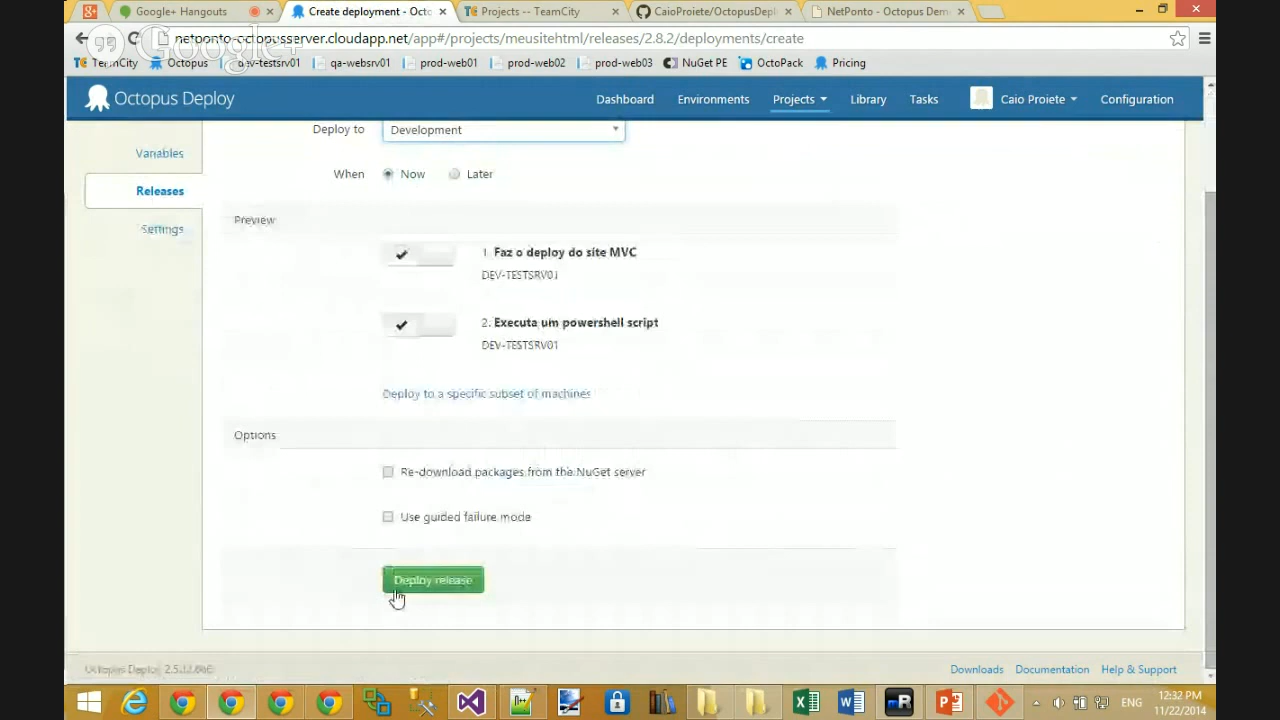 Google+ Hangouts
Create deployment - Octo
Projects -- TeamCity
CaioProiete/OctopusDepl
NetPonto - Octopus Dem
Google+
netponto-octopusserver.cloudapp.net/app#/projects/meusitehtml/releases/2.8.2/deployments/create
TeamCity
Octopus
dev-testsrv01
qa-websrv01
prod-web01
prod-web02
prod-web03
NuGet PE
OctoPack
Pricing
Octopus Deploy
Dashboard
Environments
Projects
Library
Tasks
Caio Proiete
Configuration
Deploy to
Development
Variables
When
Now
Later
Releases
Preview
Settings
1. Faz o deploy do site MVC
DEV-TESTSRV01
2. Executa um powershell script
DEV-TESTSRV01
Deploy to a specific subset of machines
Options
Re-download packages from the NuGet server
Use guided failure mode
Deploy release
Octopus Deploy
Downloads
Documentation
Help & Support
ENG
12:32 PM
11/22/2014